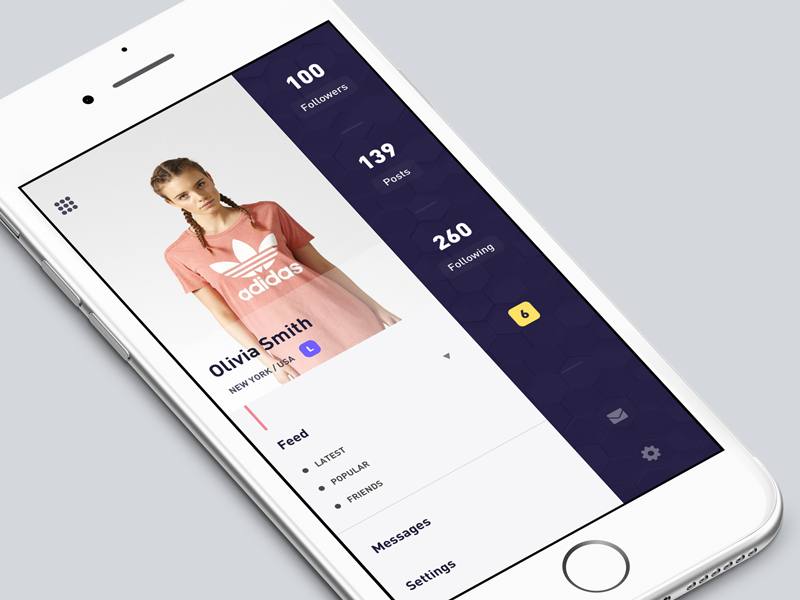 100
Followers
139
Posts
260
Following
6
adidas
Olivia Smith
NEW YORK / USA
L
Feed
LATEST
POPULAR
FRIENDS
Messages
Settings